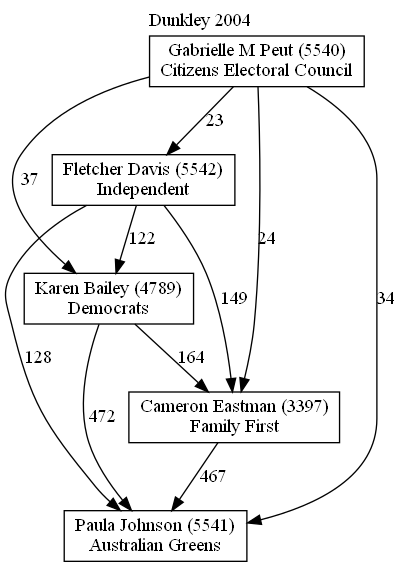 Dunkley 2004
Gabrielle M Peut (5540)
Citizens Electoral Council
23
Fletcher Davis (5542)
Independent
37
122
24
Karen Bailey (4789)
Democrats
149
34
128
164
472
Cameron Eastman (3397)
Family First
467
Paula Johnson (5541)
Australian Greens